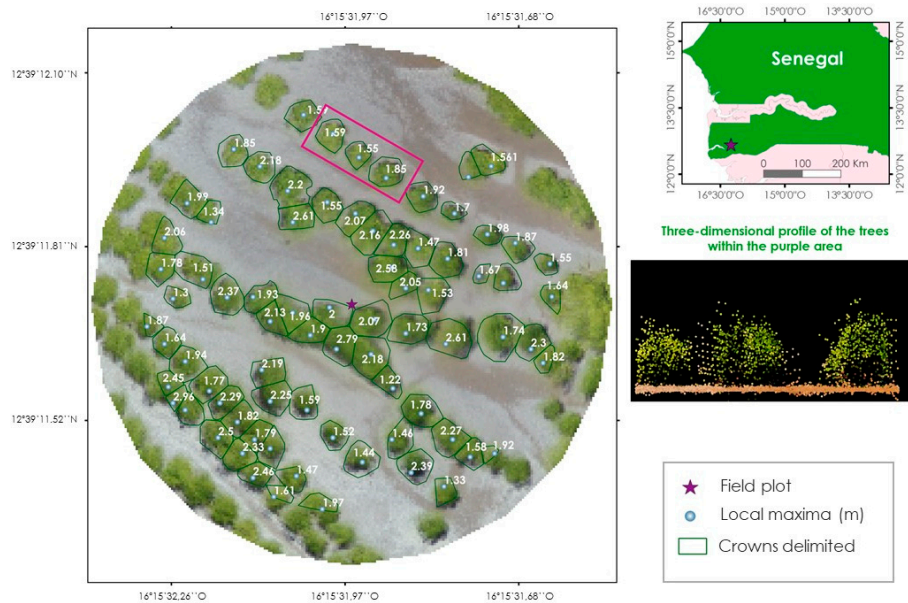 16°15'31,97''O
16°15'31,68''O
12°39'12.10''N
12°39'11.81''N
12°39'11.52''N
1.59
1.55
1.85
1.85
2.18
1.561
2.2
1.92
1.99
1.34
2.61
1.55
2.07
1.7
2.06
2.16
2.26
1.47
1.98
1.87
1.78
1.51
2.58
1.81
1.55
1.3
2.37
1.93
2.05
1.53
1.67
1.64
1.87
2.13
1.96
2
2.07
1.64
1.9
1.73
2.61
1.74
2.3
1.94
2.79
2.18
1.82
2.45
1.77
2.19
1.22
2.96
2.29
2.25
1.59
1.78
1.82
2.5
1.79
1.52
1.46
2.27
2.33
1.44
1.58
1.92
2.46
1.47
2.39
1.61
1.97
1.33
16°15'32,26''O
16°15'31,97''O
16°15'31,68''O
16°30'0"O
15°0'0"O
15°0'0"N
15°0'0"N
Senegal
13°30'0"N
13°30'0"N
12°0'0"N
12°0'0"N
0
100
200 Km
16°30'0"O
15°0'0"O
Three-dimensional profile of the trees
within the purple area
Field plot
Local maxima (m)
Crowns delimited